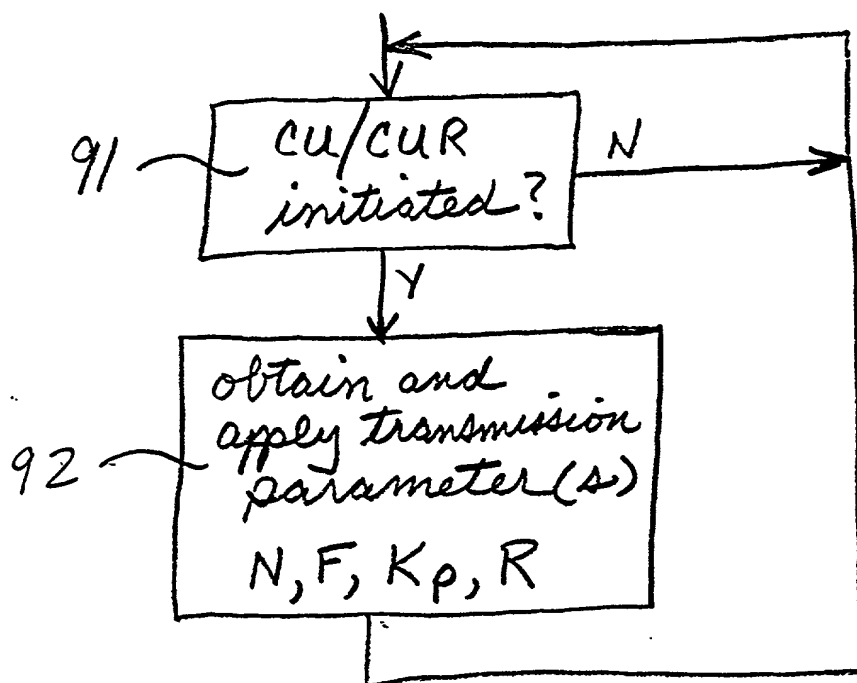 91
CU/CUR
initiated?
N
Y
92
obtain and
apply transmission
parameter(s)
N, F, Kp, R